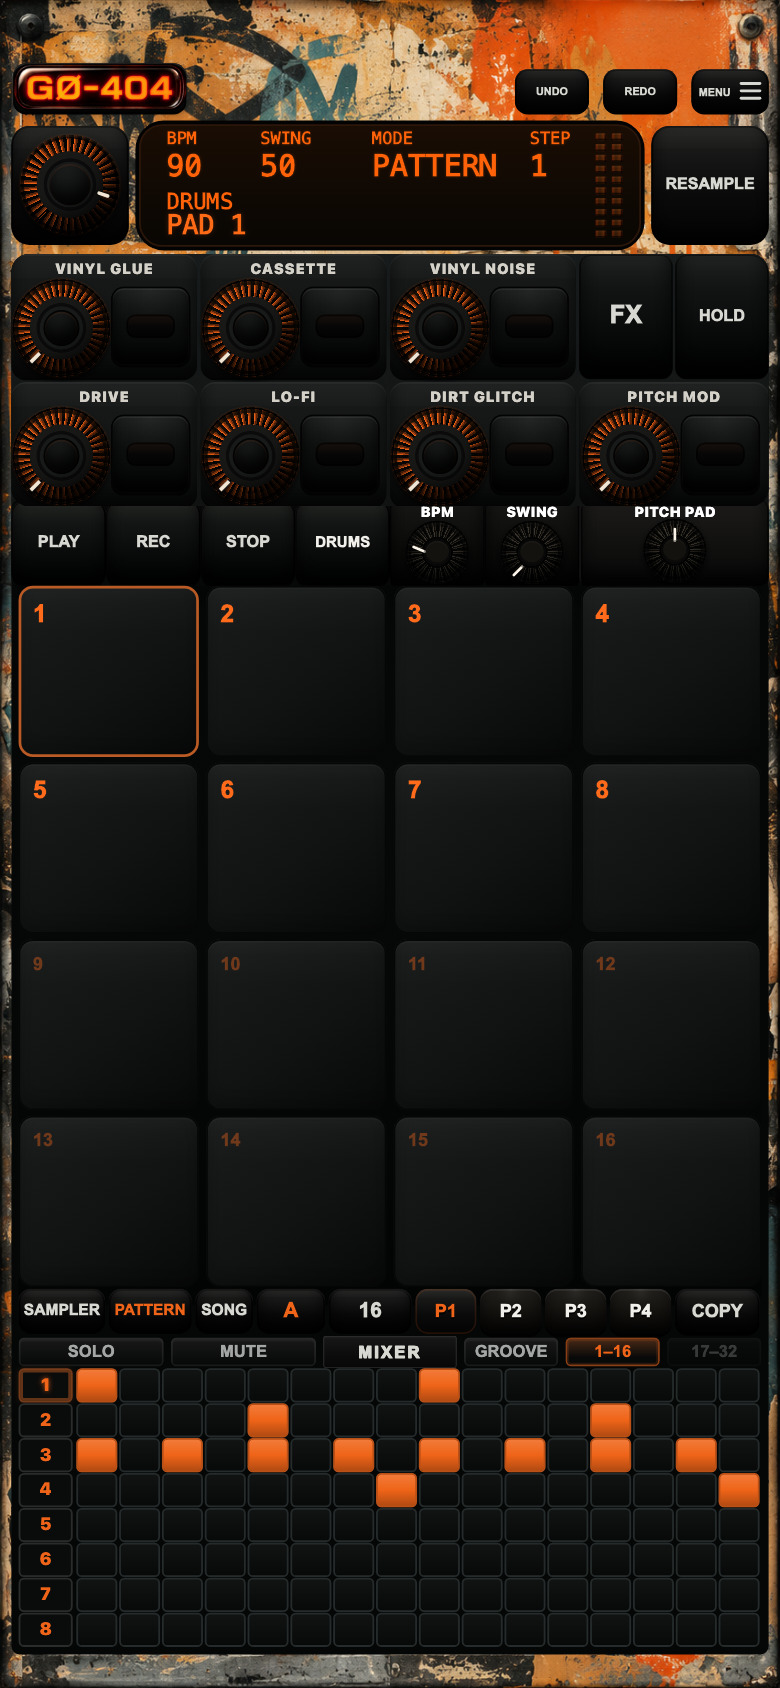 GØ-404
UNDO
REDO
MENU
BPM SWING MODE STEP
90 50 PATTERN 1
DRUMS
PAD 1
RESAMPLE
VINYL GLUE CASSETTE VINYL NOISE
FX HOLD
DRIVE LO-FI DIRT GLITCH PITCH MOD
PLAY REC STOP DRUMS BPM SWING PITCH PAD
1 2 3 4
5 6 7 8
9 10 11 12
13 14 15 16
SAMPLER PATTERN SONG A 16 P1 P2 P3 P4 COPY
SOLO MUTE MIXER GROOVE 1–16 17–32
1
2
3
4
5
6
7
8